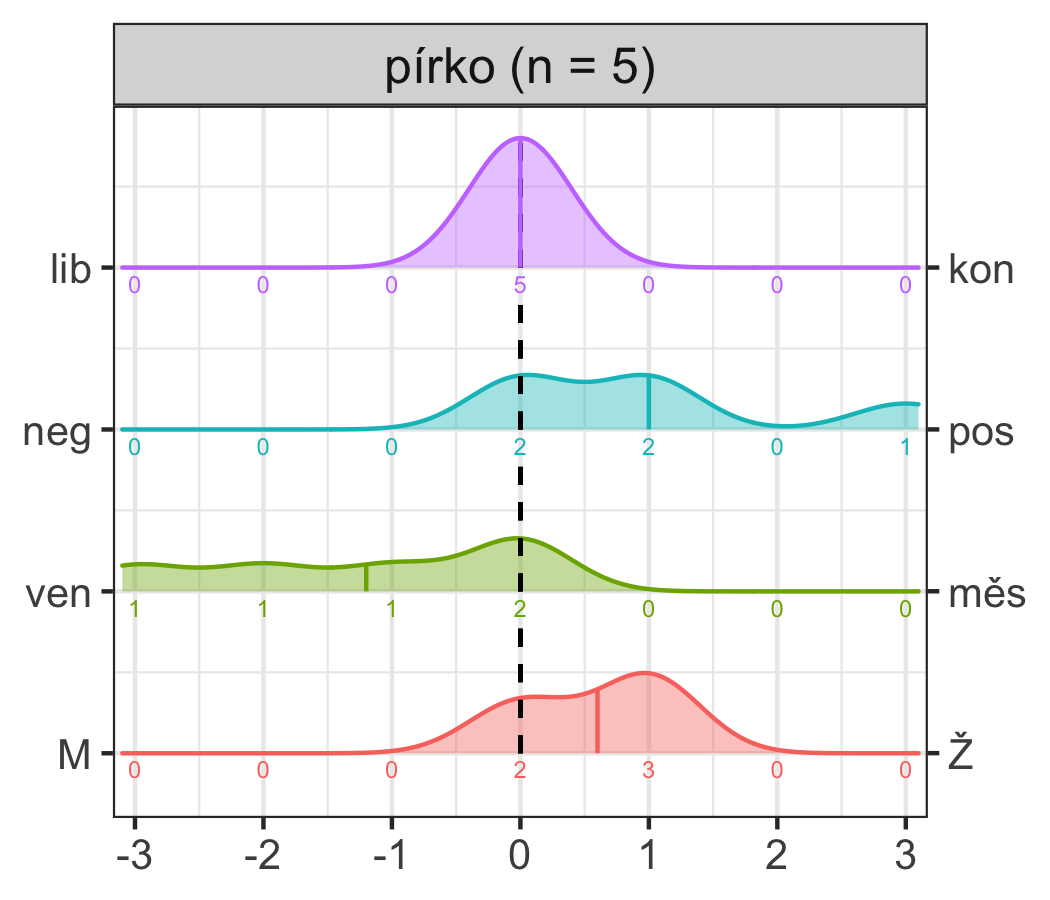 pírko (n = 5)
lib kon
0 0 0 5 0 0 0
neg pos
0 0 0 2 2 0 1
ven měs
1 1 1 2 0 0 0
M Ž
0 0 0 2 3 0 0
-3 -2 -1 0 1 2 3